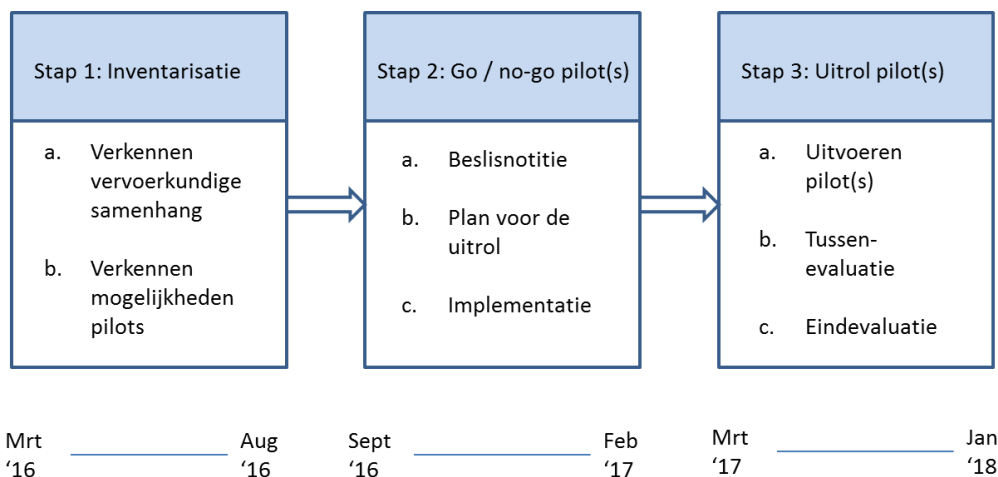 Stap 1: Inventarisatie
a. Verkennen
vervoerkundige
samenhang
b. Verkennen
mogelijkheden
pilots
Stap 2: Go / no-go pilot(s)
a. Beslisnotitie
b. Plan voor de
uitrol
c. Implementatie
Stap 3: Uitrol pilot(s)
a. Uitvoeren
pilot(s)
b. Tussen-
evaluatie
c. Eindevaluatie
Mrt
‘16
Aug
‘16
Sept
‘16
Feb
‘17
Mrt
‘17
Jan
‘18